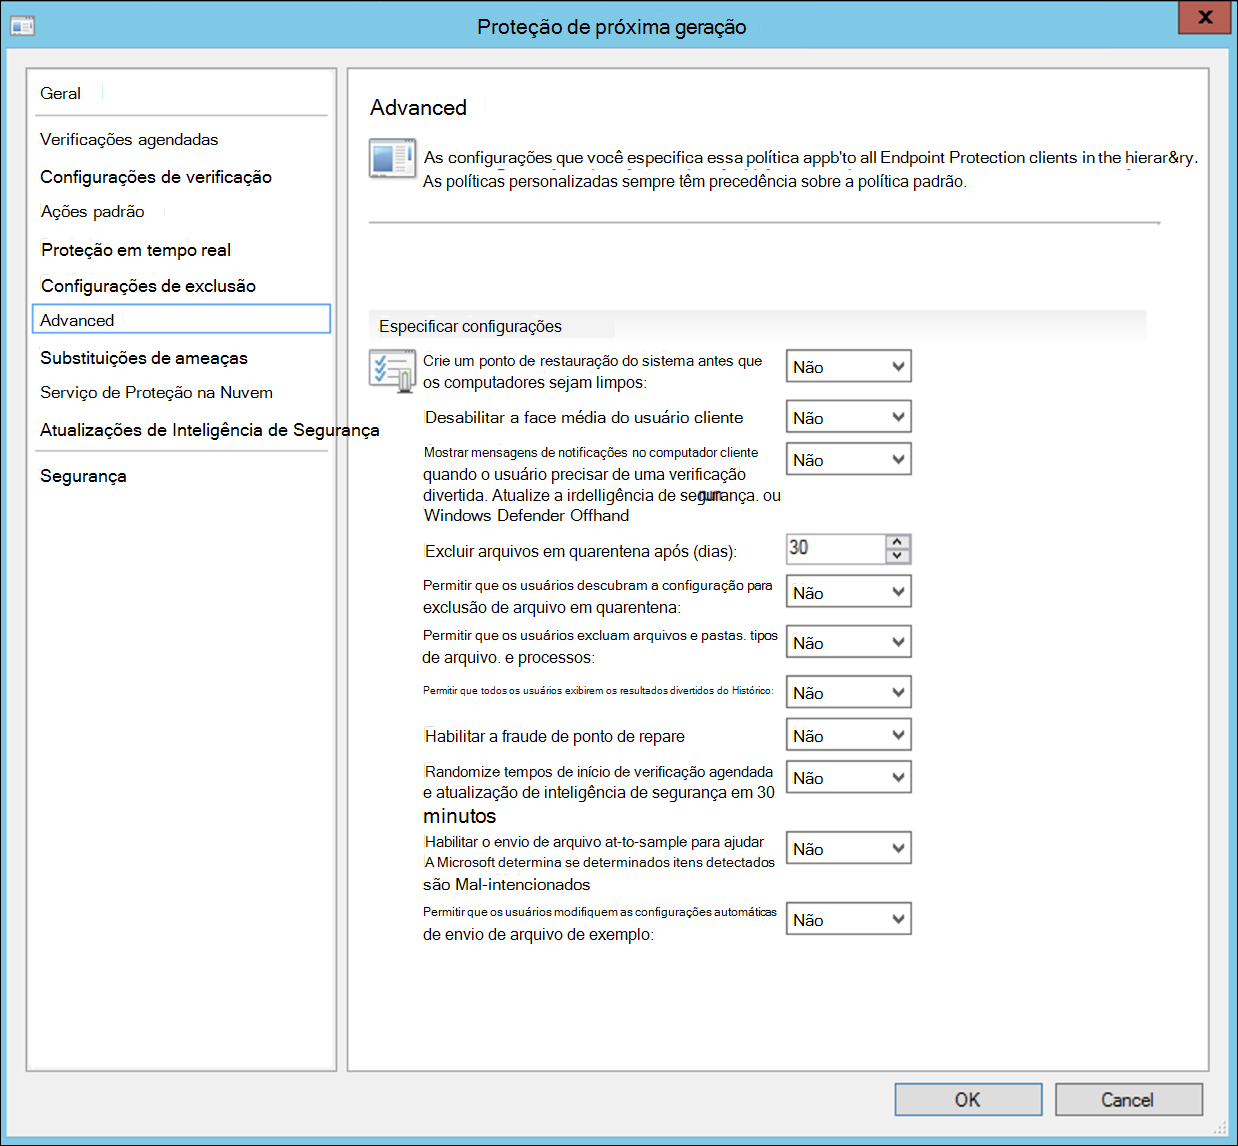 Proteção de próxima geração
x
Geral
Verificações agendadas
Configurações de verificação
Ações padrão
Proteção em tempo real
Configurações de exclusão
Advanced
Substituições de ameaças
Serviço de Proteção na Nuvem
Atualizações de Inteligência de Segurança
Segurança
Advanced
As configurações que você especifica essa política appb'to all Endpoint Protection clients in the hierar&ry.
As políticas personalizadas sempre têm precedência sobre a política padrão.
Especificar configurações
Crie um ponto de restauração do sistema antes que
os computadores sejam limpos:
Não
Desabilitar a face média do usuário cliente
Não
Mostrar mensagens de notificações no computador cliente
quando o usuário precisar de uma verificação
divertida. Atualize a irdelligência de segurança. ou
Windows Defender Offhand
Não
Excluir arquivos em quarentena após (dias):
30
Permitir que os usuários descubram a configuração para
exclusão de arquivo em quarentena:
Não
Permitir que os usuários excluam arquivos e pastas. tipos
de arquivo. e processos:
Não
Permitir que todos os usuários exibirem os resultados divertidos do Histórico:
Não
Habilitar a fraude de ponto de repare
Não
Randomize tempos de início de verificação agendada
e atualização de inteligência de segurança em 30
minutos
Não
Habilitar o envio de arquivo at-to-sample para ajudar
A Microsoft determina se determinados itens detectados
são Mal-intencionados
Não
Permitir que os usuários modifiquem as configurações automáticas
de envio de arquivo de exemplo:
Não
OK
Cancel